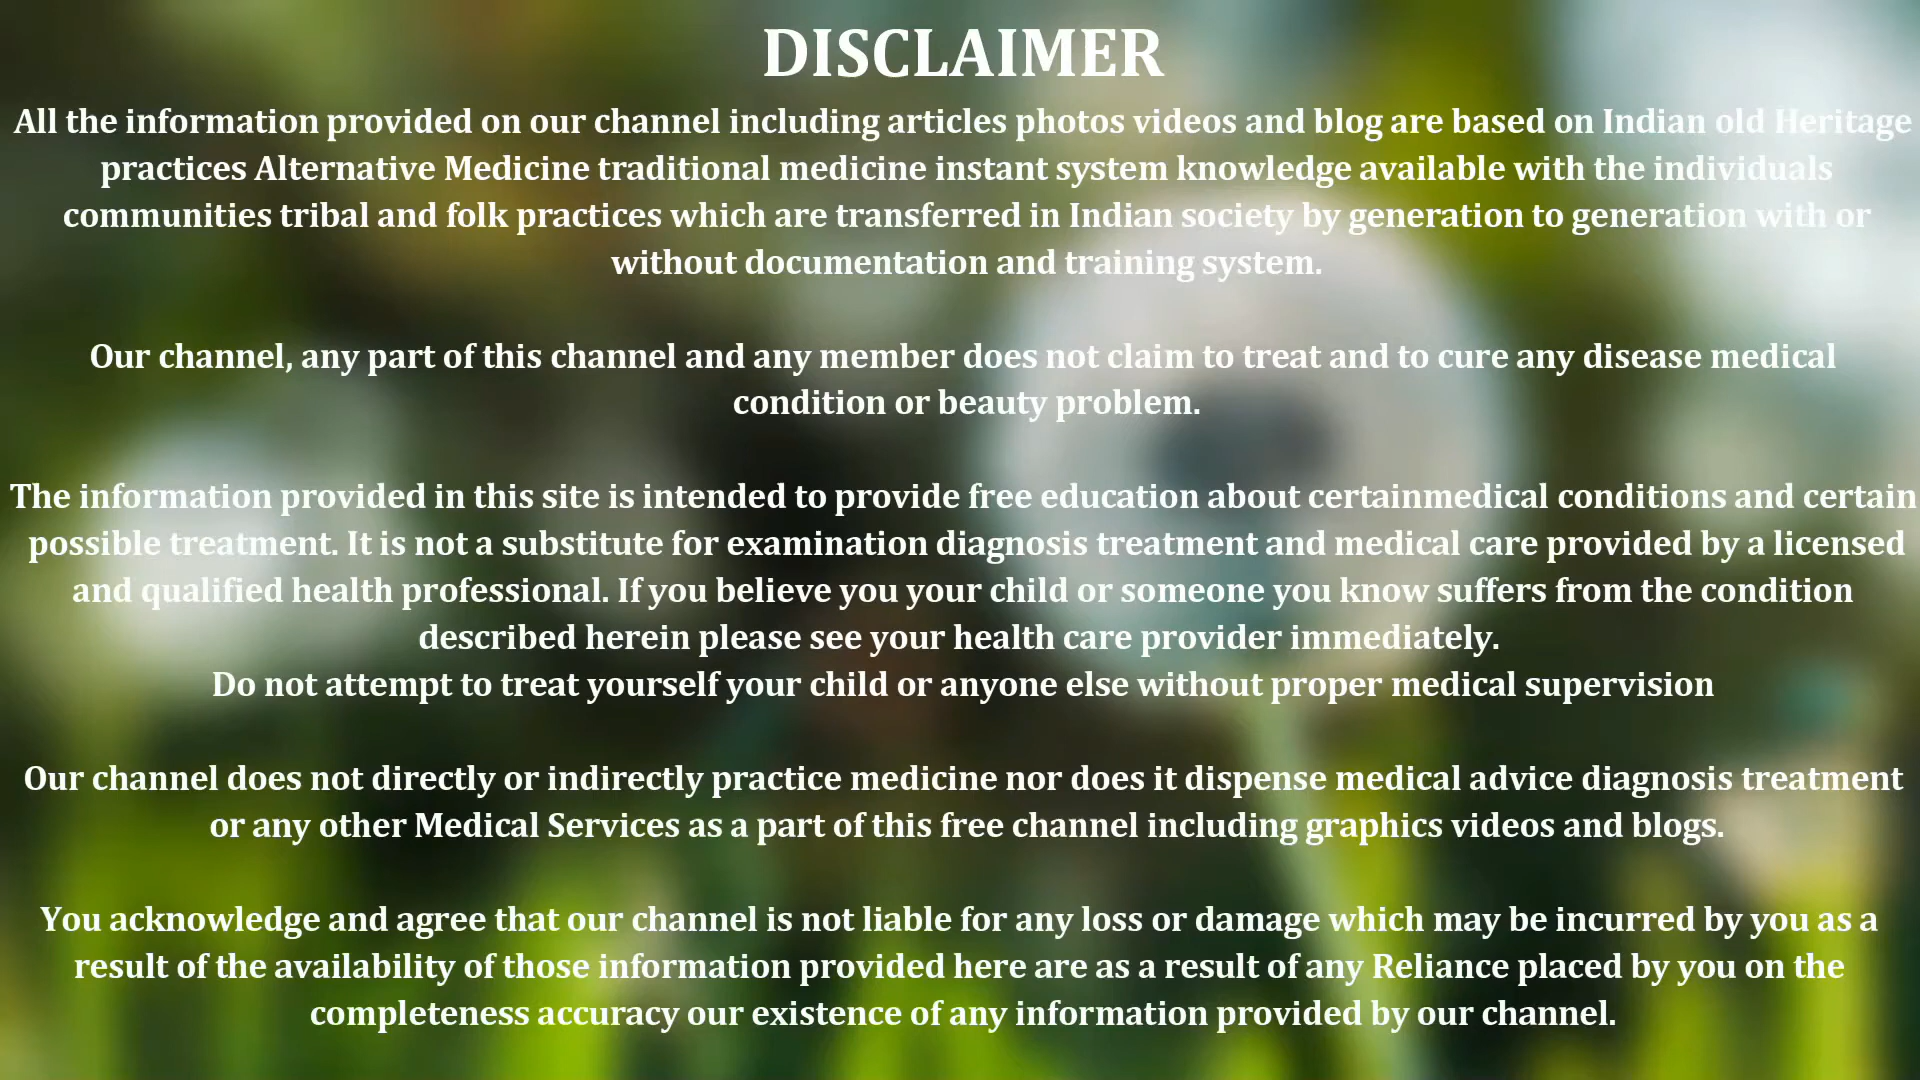 DISCLAIMER
All the information provided on our channel including articles photos videos and blog are based on Indian old Heritage
practices Alternative Medicine traditional medicine instant system knowledge available with the individuals
communities tribal and folk practices which are transferred in Indian society by generation to generation with or
without documentation and training system.
Our channel, any part of this channel and any member does not claim to treat and to cure any disease medical
condition or beauty problem.
The information provided in this site is intended to provide free education about certainmedical conditions and certain
possible treatment. It is not a substitute for examination diagnosis treatment and medical care provided by a licensed
and qualified health professional. If you believe you your child or someone you know suffers from the condition
described herein please see your health care provider immediately.
Do not attempt to treat yourself your child or anyone else without proper medical supervision
Our channel does not directly or indirectly practice medicine nor does it dispense medical advice diagnosis treatment
or any other Medical Services as a part of this free channel including graphics videos and blogs.
You acknowledge and agree that our channel is not liable for any loss or damage which may be incurred by you as a
result of the availability of those information provided here are as a result of any Reliance placed by you on the
completeness accuracy our existence of any information provided by our channel.